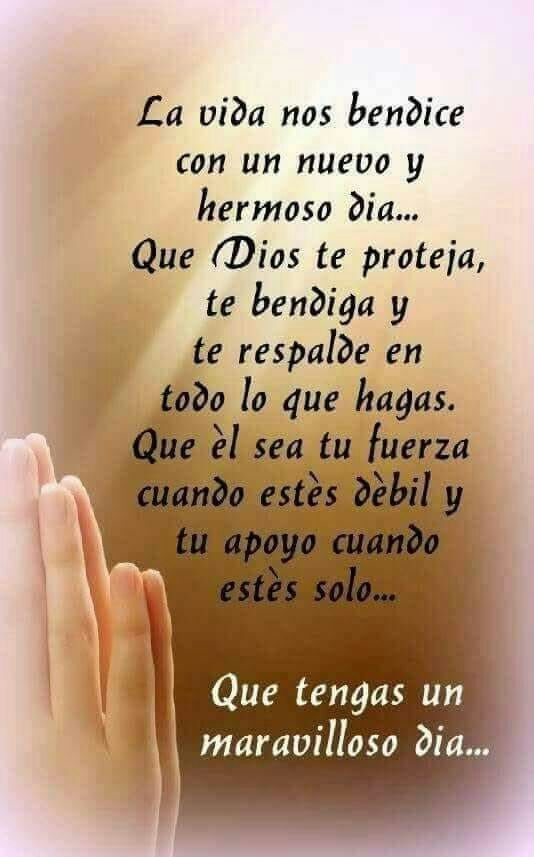 La vida nos bendice
con un nuevo y
hermoso dia...
Que Dios te proteja,
te bendiga y
te respalde en
todo lo que hagas.
Que èl sea tu fuerza
cuando estès dèbil y
tu apoyo cuando
estès solo...
Que tengas un
maravilloso dia...